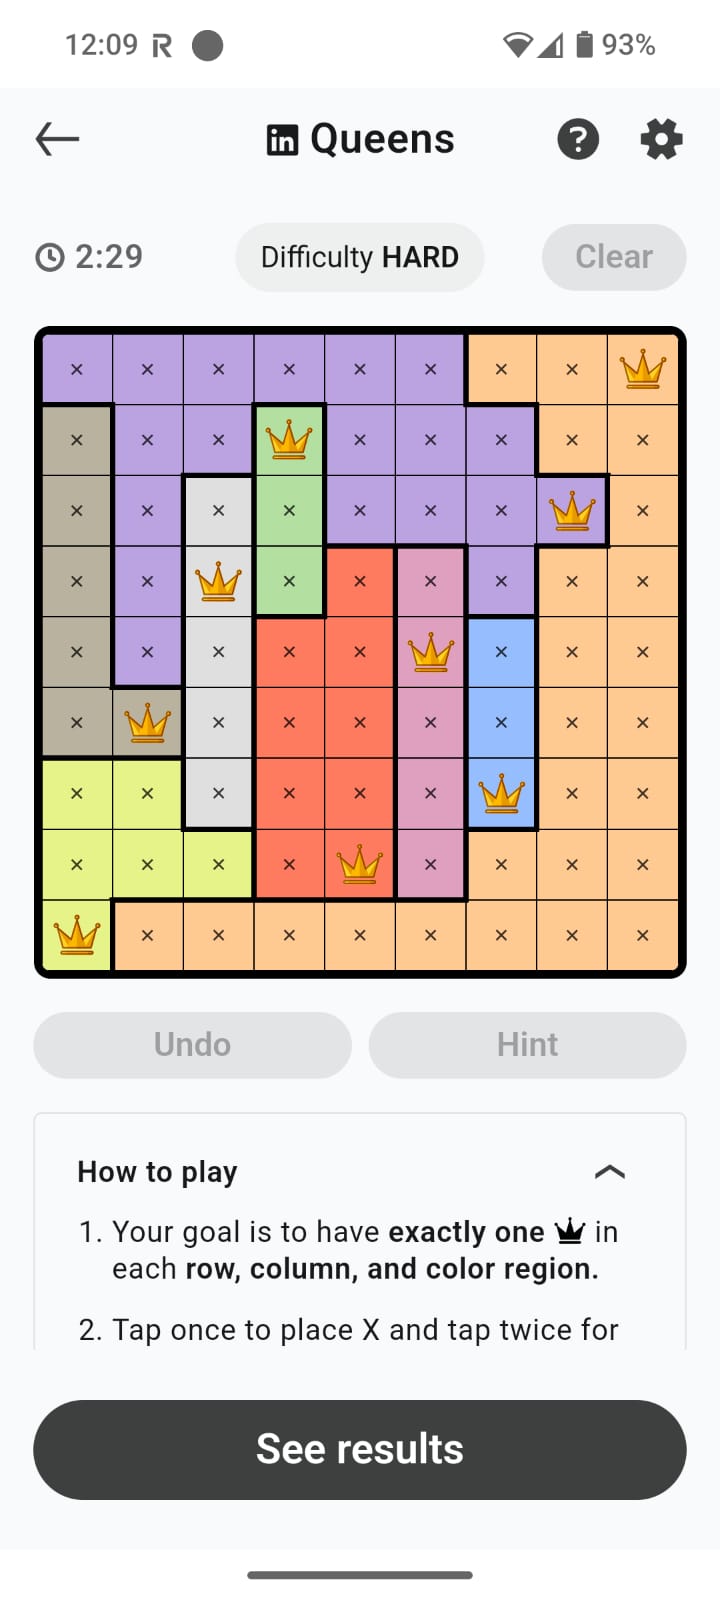 12:09 R 93%
in Queens ?
2:29 Difficulty HARD Clear
Undo Hint
How to play
1. Your goal is to have exactly one in
each row, column, and color region.
2. Tap once to place X and tap twice for
See results